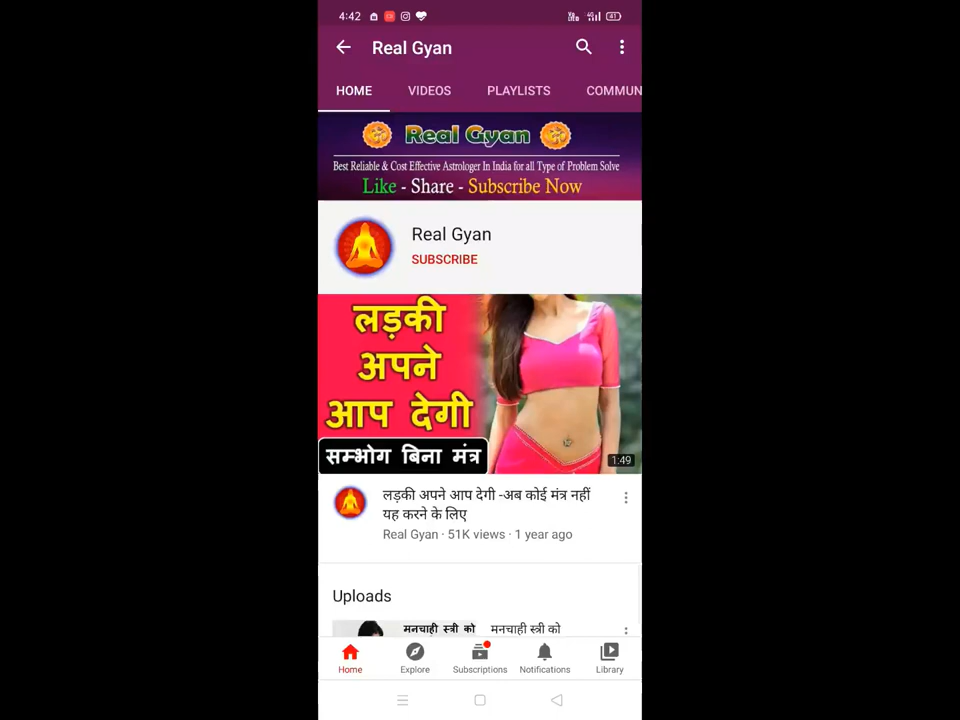 4:42
41
Real Gyan
HOME VIDEOS PLAYLISTS COMMUN
Real Gyan
Best Reliable & Cost Effective Astrologer In India for all Type of Problem Solve
Like - Share - Subscribe Now
Real Gyan
SUBSCRIBE
लड़की
अपने
आप देगी
सम्भोग बिना मंत्र
1:49
लड़की अपने आप देगी -अब कोई मंत्र नहीं
यह करने के लिए
Real Gyan · 51K views · 1 year ago
Uploads
मनचाही स्त्री को मनचाही स्त्री को
Home Explore Subscriptions Notifications Library